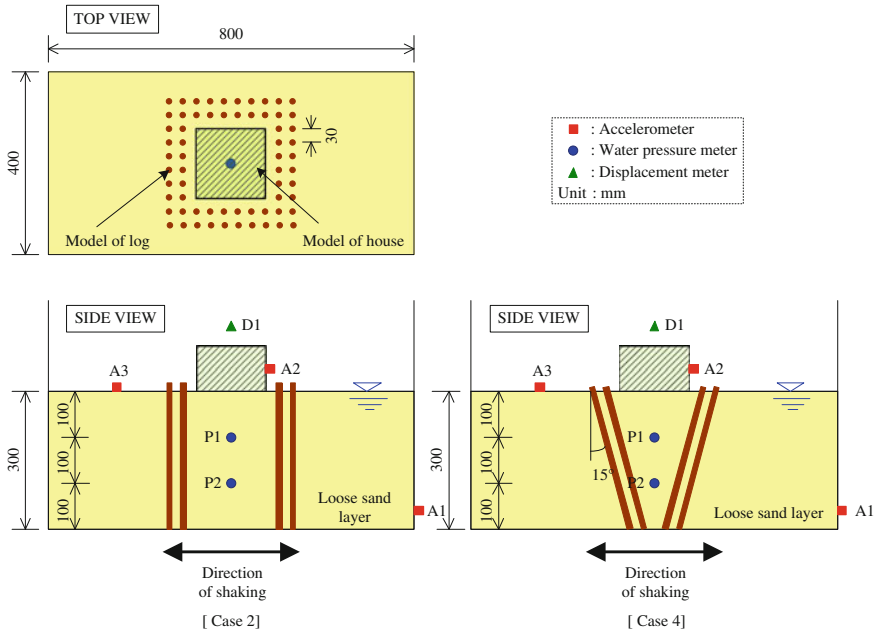 TOP VIEW
800
400
30
Model of log
Model of house
: Accelerometer
: Water pressure meter
: Displacement meter
Unit : mm
SIDE VIEW
D1
A2
A3
300
100
100
100
P1
P2
Loose sand
layer
A1
Direction
of shaking
[ Case 2]
SIDE VIEW
D1
A2
A3
300
100
100
100
P1
15°
P2
Loose sand layer
A1
Direction
of shaking
[ Case 4]